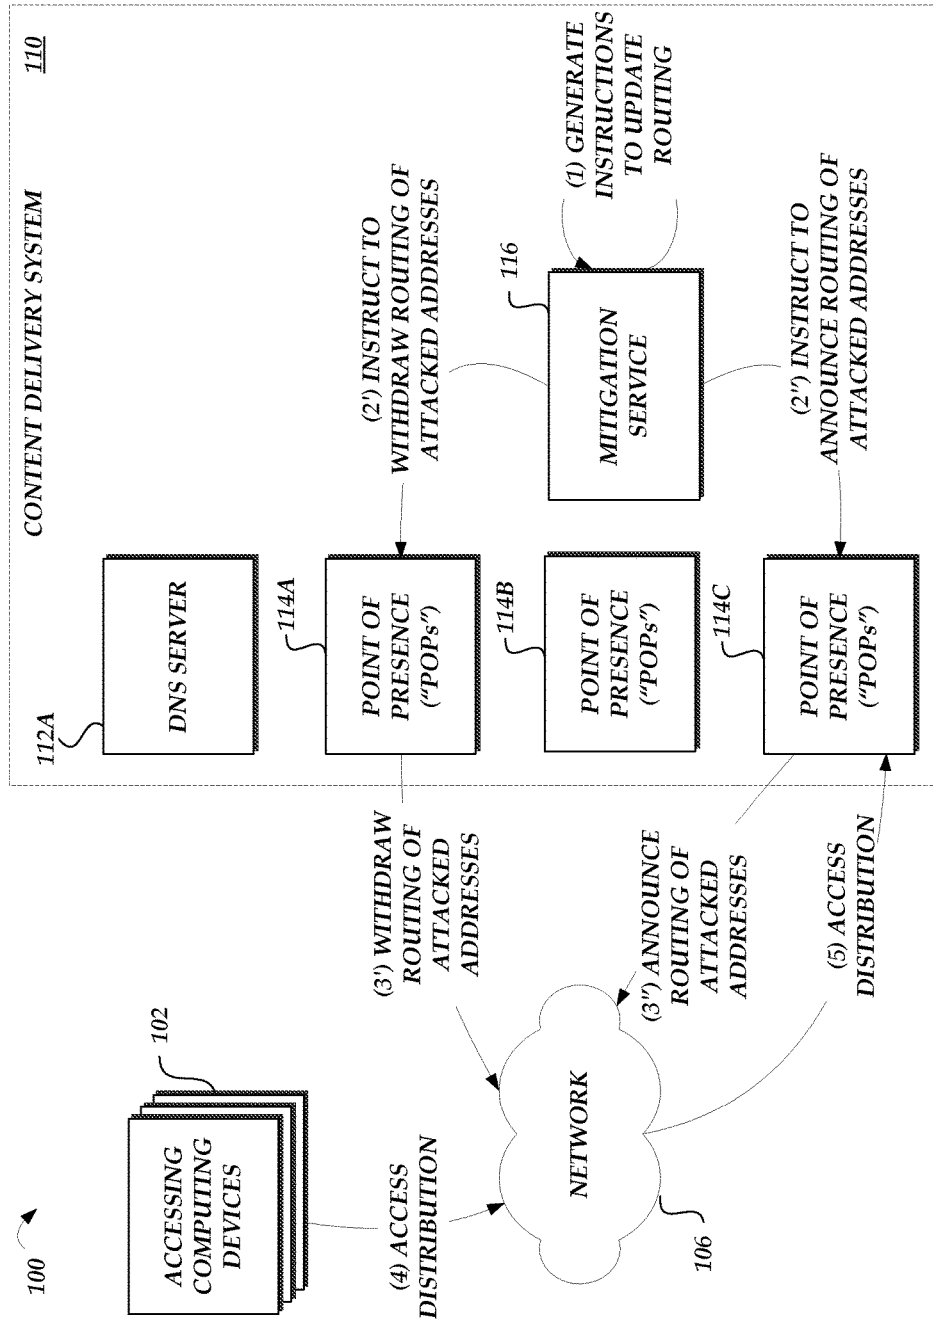 100
ACCESSING
COMPUTING
DEVICES
102
(4) ACCESS
DISTRIBUTION
NETWORK
106
(3') WITHDRAW
ROUTING OF
ATTACKED
ADDRESSES
(3") ANNOUNCE
ROUTING OF
ATTACKED
ADDRESSES
(5) ACCESS
DISTRIBUTION
CONTENT DELIVERY SYSTEM
110
112A
DNS SERVER
114A
POINT OF
PRESENCE
(“POPs”)
114B
POINT OF
PRESENCE
(“POPs”)
114C
POINT OF
PRESENCE
(“POPs”)
(2') INSTRUCT TO
WITHDRAW ROUTING OF
ATTACKED ADDRESSES
116
MITIGATION
SERVICE
(1) GENERATE
INSTRUCTIONS
TO UPDATE
ROUTING
(2") INSTRUCT TO
ANNOUNCE ROUTING OF
ATTACKED ADDRESSES